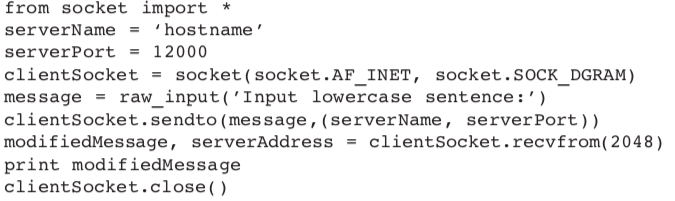 from socket import *
serverName = ‘hostname’
serverPort = 12000
clientSocket = socket(socket.AF_INET, socket.SOCK_DGRAM)
message = raw_input(’Input lowercase sentence:’)
clientSocket.sendto(message,(serverName, serverPort))
modifiedMessage, serverAddress = clientSocket.recvfrom(2048)
print modifiedMessage
clientSocket.close()